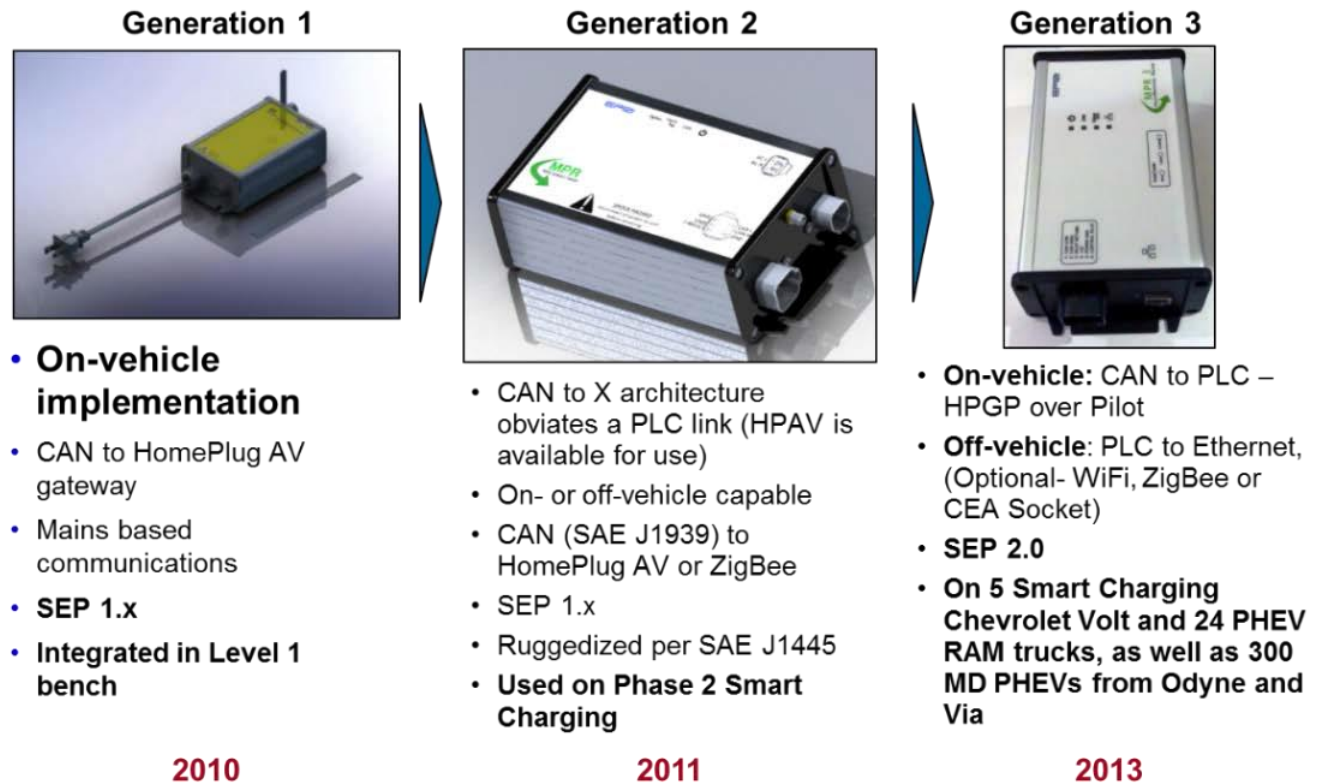 Generation 1
• On-vehicle
implementation
• CAN to HomePlug AV
gateway
• Mains based
communications
• SEP 1.x
• Integrated in Level 1
bench
2010
Generation 2
MPR
• CAN to X architecture
obviates a PLC link (HPAV is
available for use)
• On- or off-vehicle capable
• CAN (SAE J1939) to
HomePlug AV or ZigBee
• SEP 1.x
• Ruggedized per SAE J1445
• Used on Phase 2 Smart
Charging
2011
Generation 3
• On-vehicle: CAN to PLC –
HPGP over Pilot
• Off-vehicle: PLC to Ethernet,
(Optional- WiFi, ZigBee or
CEA Socket)
• SEP 2.0
• On 5 Smart Charging
Chevrolet Volt and 24 PHEV
RAM trucks, as well as 300
MD PHEVs from Odyne and
Via
2013